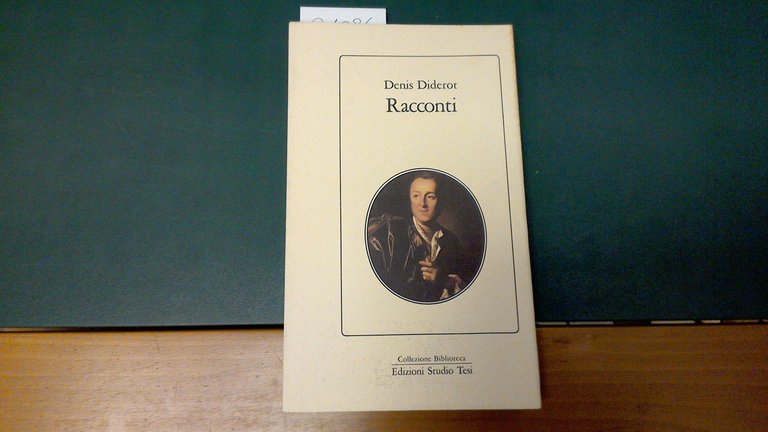 Denis Diderot
Racconti
Collezione Biblioteca
Edizioni Studio Tesi